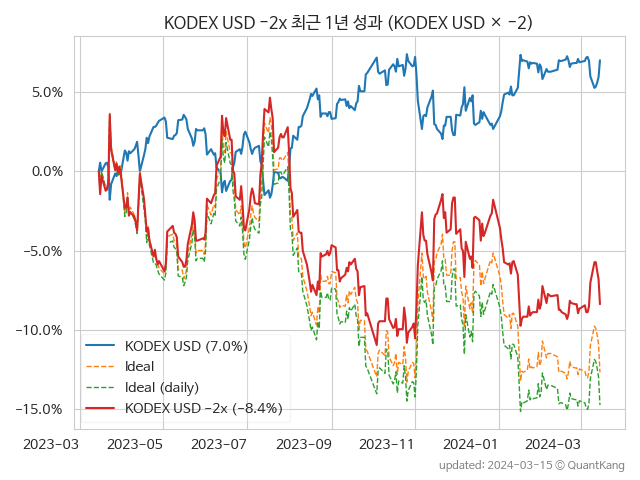 KODEX USD −2x 최근 1년 성과 (KODEX USD × −2)
5.0%
0.0%
−5.0%
−10.0%
−15.0%
KODEX USD (7.0%)
Ideal
Ideal (daily)
KODEX USD −2x (−8.4%)
2023-03 2023-05 2023-07 2023-09 2023-11 2024-01 2024-03
updated: 2024-03-15 ⓒ QuantKang